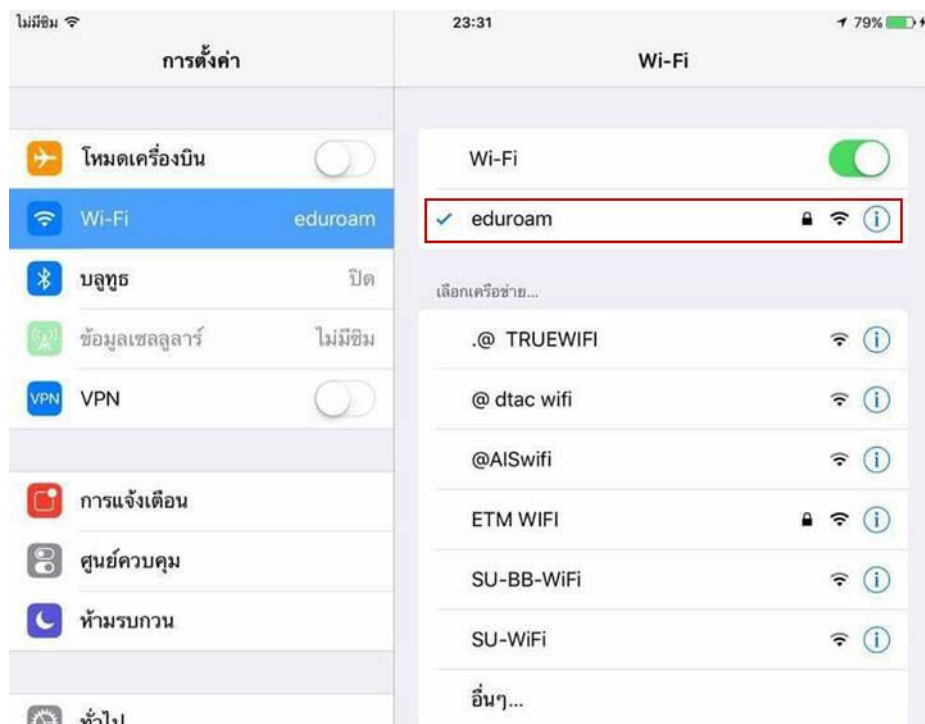 ไม่มีซิม
23:31
79%
การตั้งค่า
Wi-Fi
โหมดเครื่องบิน
Wi-Fi eduroam
บลูทูธ ปิด
ข้อมูลเซลลูลาร์ ไม่มีซิม
VPN VPN
การแจ้งเตือน
ศูนย์ควบคุม
ห้ามรบกวน
ทั่วไป
Wi-Fi
eduroam
เลือกเครือข่าย...
.@ TRUEWIFI
@ dtac wifi
@AISwifi
ETM WIFI
SU-BB-WiFi
SU-WiFi
อื่นๆ...